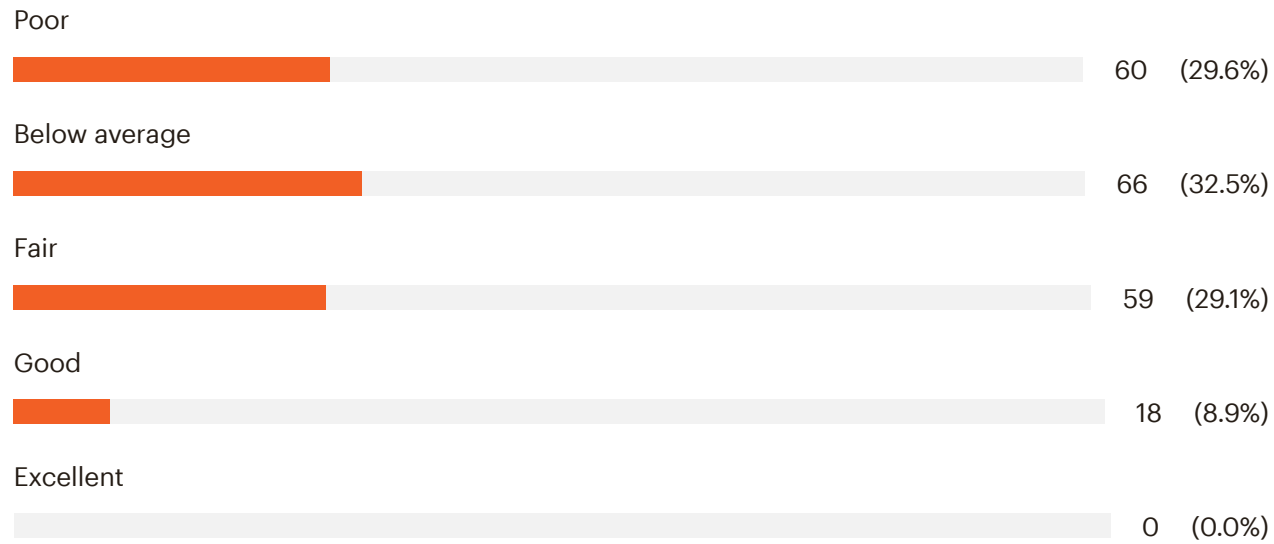 Poor
60 (29.6%)
Below average
66 (32.5%)
Fair
59 (29.1%)
Good
18 (8.9%)
Excellent
0 (0.0%)